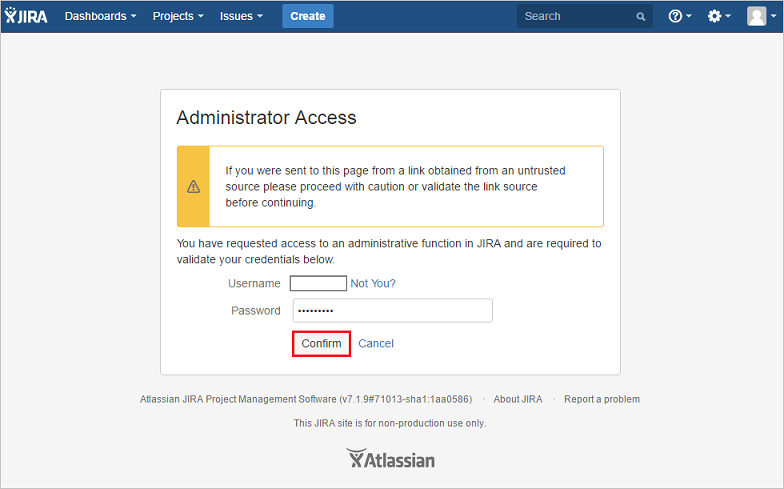 JIRA Dashboards Projects Issues Create Search
Administrator Access
If you were sent to this page from a link obtained from an untrusted
source please proceed with caution or validate the link source
before continuing.
You have requested access to an administrative function in JIRA and are required to
validate your credentials below.
Username Not You?
Password •••••••••
Confirm Cancel
Atlassian JIRA Project Management Software (v7.1.9#71013-sha1:1aa0586) · About JIRA · Report a problem
This JIRA site is for non-production use only.
Atlassian